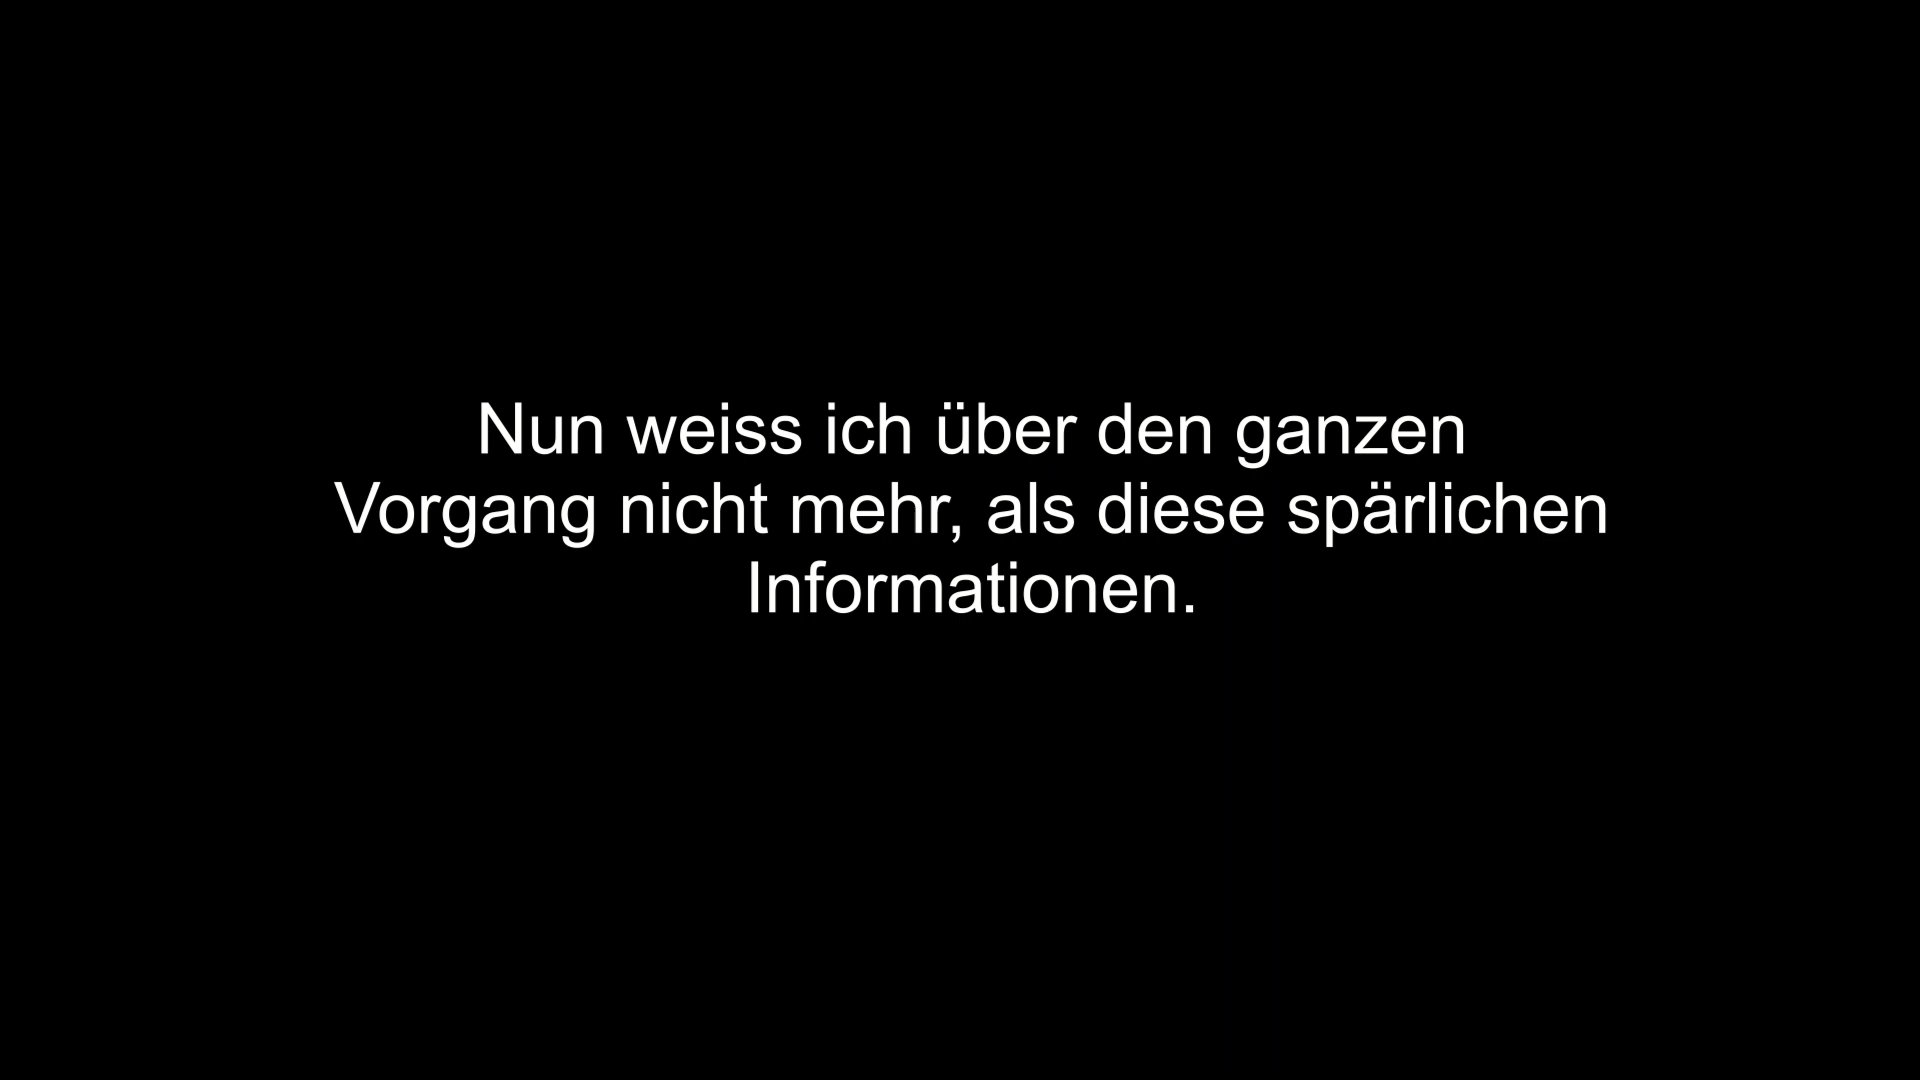 Nun weiss ich über den ganzen
Vorgang nicht mehr, als diese spärlichen
Informationen.